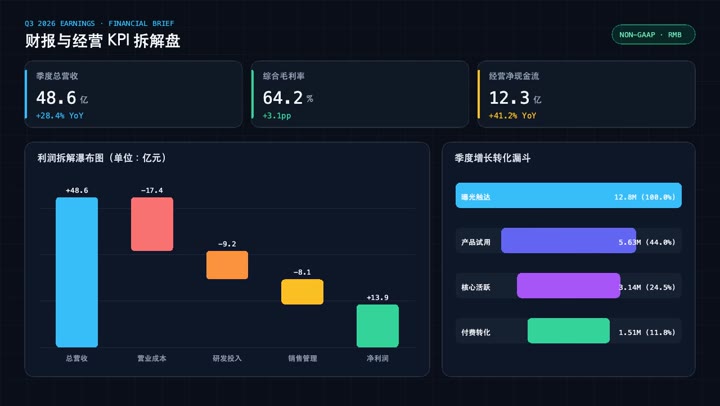 Q3 2026 EARNINGS · FINANCIAL BRIEF
财报与经营 KPI 拆解盘
NON-GAAP · RMB
季度总营收
48.6 亿
+28.4% YoY
综合毛利率
64.2 %
+3.1pp
经营净现金流
12.3 亿
+41.2% YoY
利润拆解瀑布图（单位：亿元）
+48.6
-17.4
-9.2
-8.1
+13.9
总营收
营业成本
研发投入
销售管理
净利润
季度增长转化漏斗
曝光触达 12.8M (100.0%)
产品试用 5.63M (44.0%)
核心活跃 3.14M (24.5%)
付费转化 1.51M (11.8%)